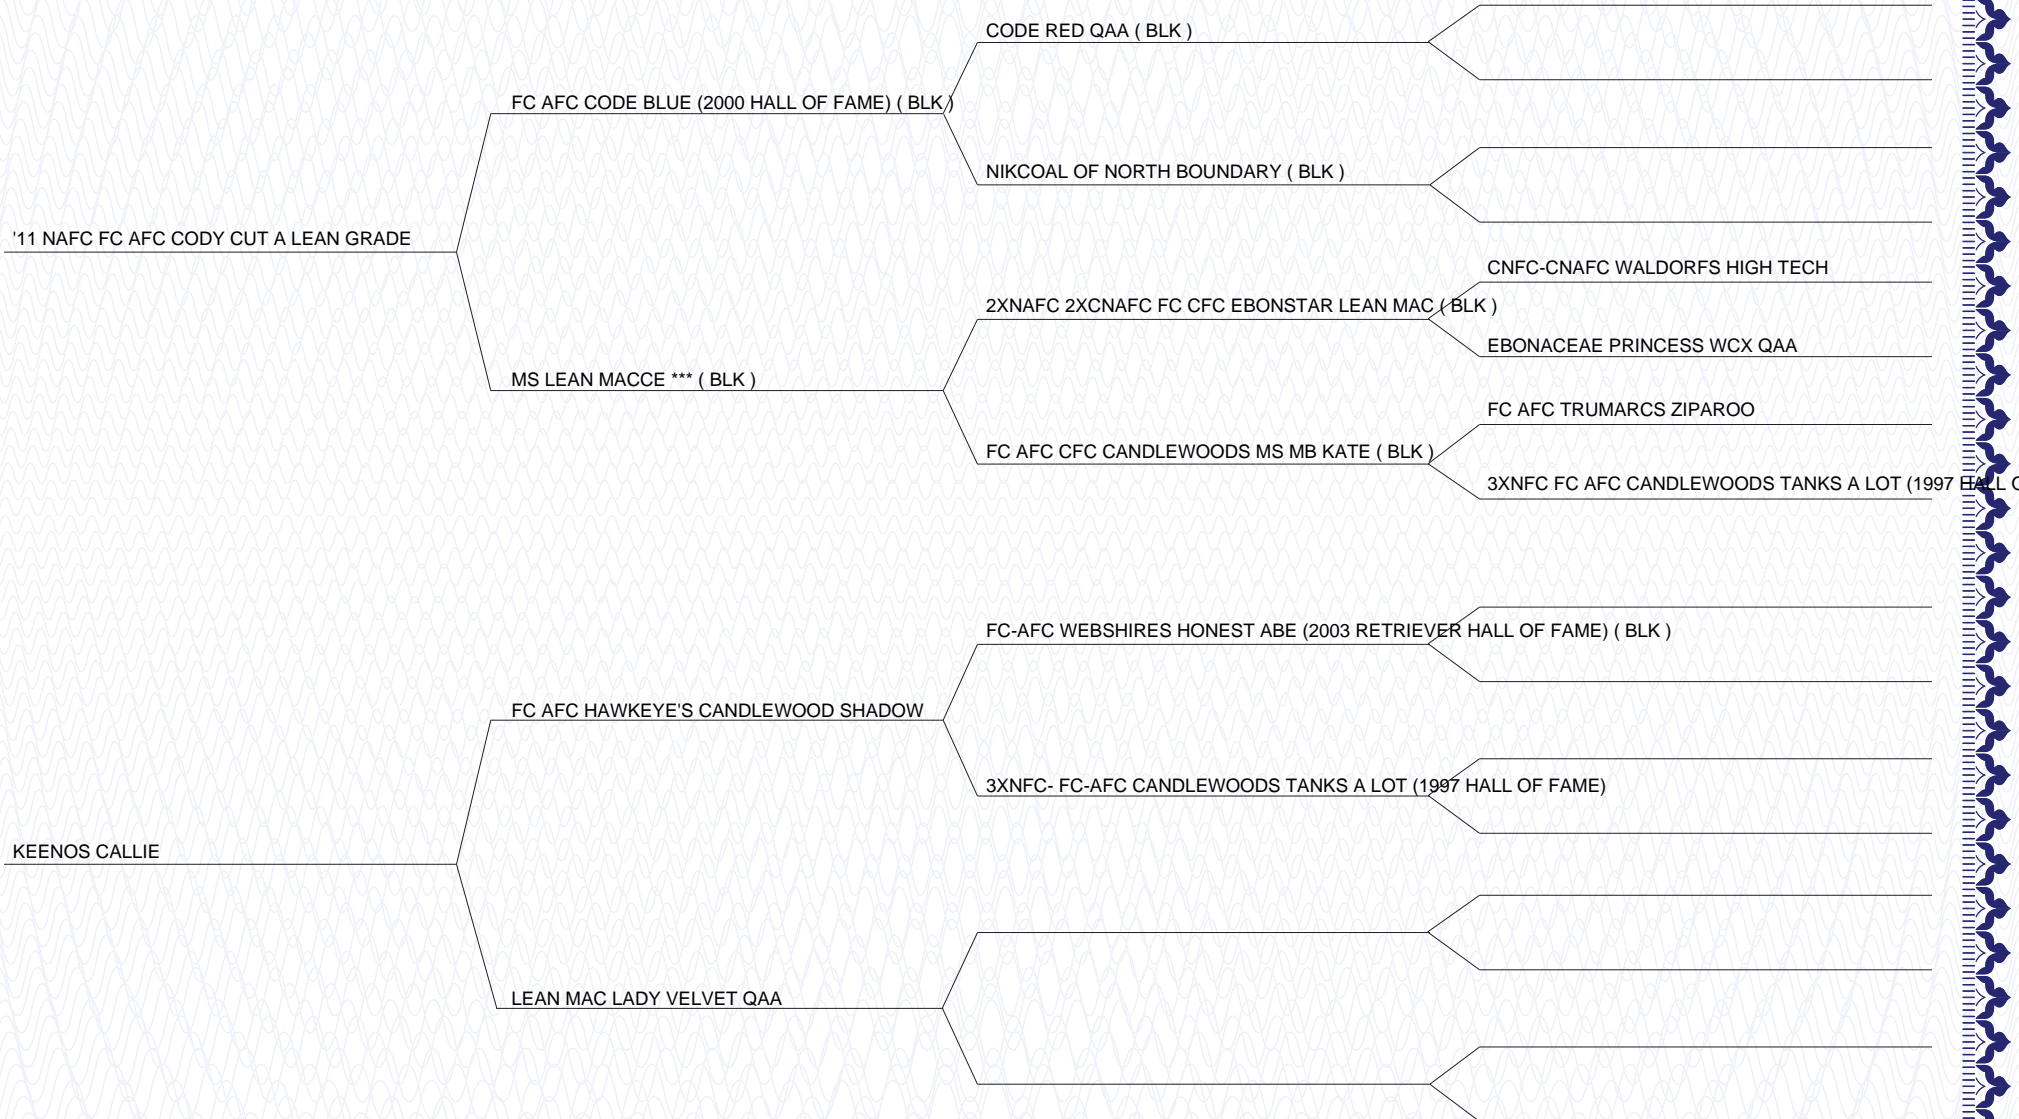 CODE RED QAA ( BLK )
FC AFC CODE BLUE (2000 HALL OF FAME) ( BLK )
NIKCOAL OF NORTH BOUNDARY ( BLK )
'11 NAFC FC AFC CODY CUT A LEAN GRADE
CNFC-CNAFC WALDORFS HIGH TECH
2XNAFC 2XCNAFC FC CFC EBONSTAR LEAN MAC ( BLK )
EBONACEAE PRINCESS WCX QAA
MS LEAN MACCE *** ( BLK )
FC AFC TRUMARCS ZIPAROO
FC AFC CFC CANDLEWOODS MS MB KATE ( BLK )
3XNFC FC AFC CANDLEWOODS TANKS A LOT (1997 HALL
FC-AFC WEBSHIRES HONEST ABE (2003 RETRIEVER HALL OF FAME) ( BLK )
FC AFC HAWKEYE'S CANDLEWOOD SHADOW
3XNFC- FC-AFC CANDLEWOODS TANKS A LOT (1997 HALL OF FAME)
KEENOS CALLIE
LEAN MAC LADY VELVET QAA